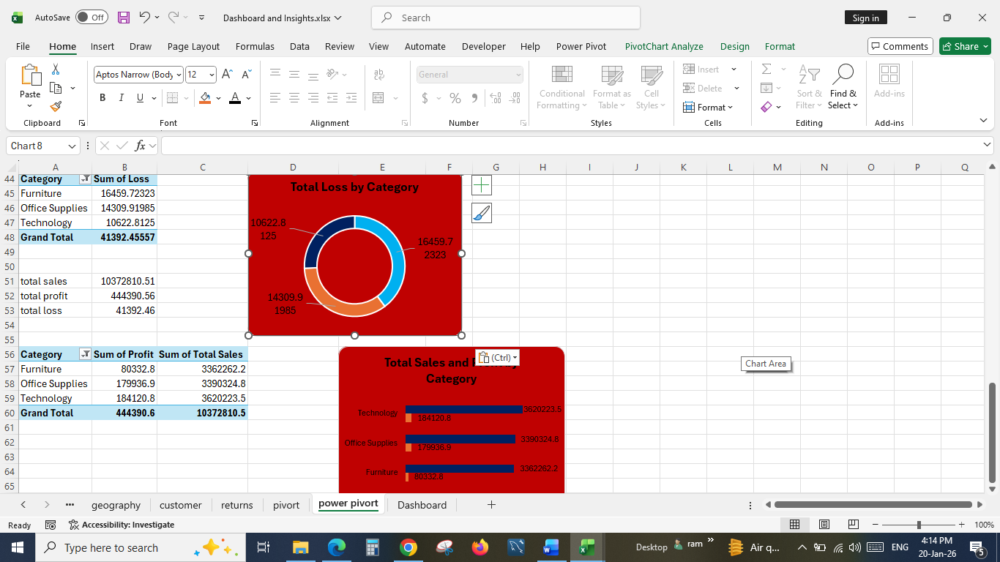 AutoSave Off Dashboard and Insights.xlsx Search Sign in
File Home Insert Draw Page Layout Formulas Data Review View Automate Developer Help Power Pivot PivotChart Analyze Design Format Comments Share
Paste
Clipboard
Aptos Narrow (Body 12 A A
B I U A
Font
ab
Alignment
General
$ % 9 .00
Number
Conditional Formatting
Format as Table
Cell Styles
Styles
Insert
Delete
Format
Cells
Sort & Filter
Find & Select
Editing
Add-ins
Add-ins
Chart 8 fx
A B C D E F G H I J K L M N O P Q
44 Category Sum of Loss
45 Furniture 16459.72323
46 Office Supplies 14309.91985
47 Technology 10622.8125
48 Grand Total 41392.45557
49
50
51 total sales 10372810.51
52 total profit 444390.56
53 total loss 41392.46
54
55
56 Category Sum of Profit Sum of Total Sales
57 Furniture 80332.8 3362262.2
58 Office Supplies 179936.9 3390324.8
59 Technology 184120.8 3620223.5
60 Grand Total 444390.6 10372810.5
61
62
63
64
65
Total Loss by Category
10622.8
125
16459.7
2323
14309.9
1985
(Ctrl)
Chart Area
Total Sales and
Category
Technology 3620223.5
184120.8
Office Supplies 3390324.8
179936.9
Furniture 3362262.2
80332.8
geography customer returns pivort power pivort Dashboard
Ready Accessibility: Investigate 100%
Type here to search Desktop ram Air q... ENG 4:14 PM
20-Jan-26 5